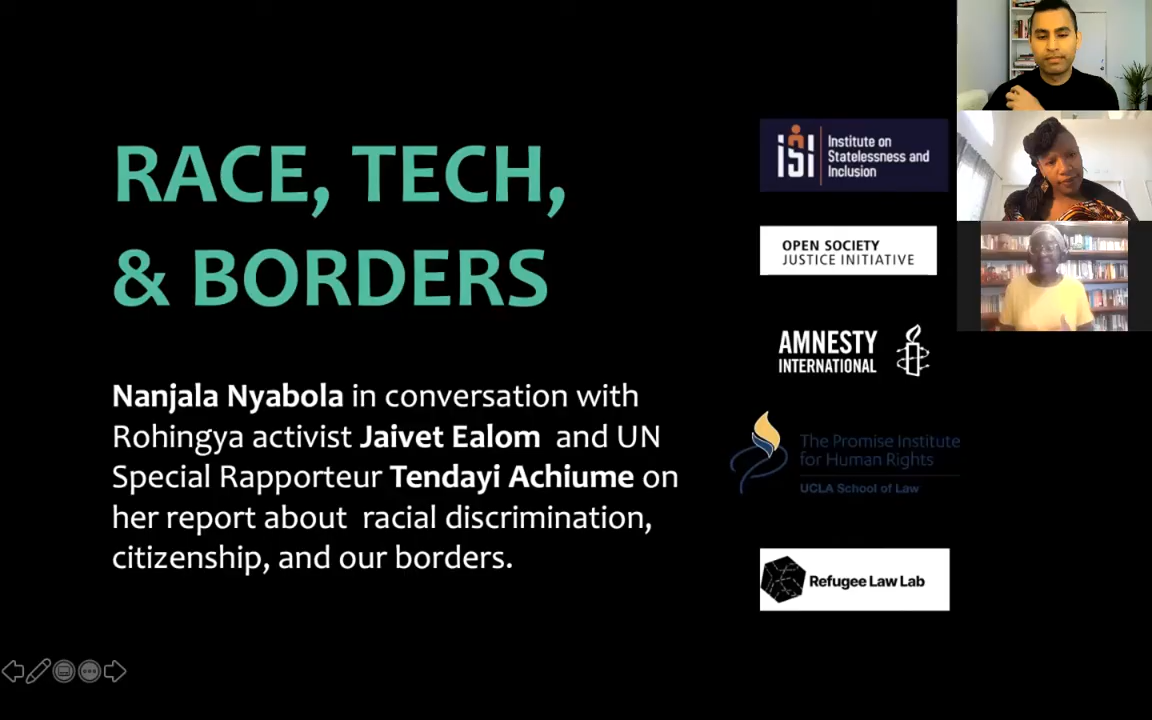 RACE, TECH,
& BORDERS
Nanjala Nyabola in conversation with
Rohingya activist Jaivet Ealom and UN
Special Rapporteur Tendayi Achiume on
her report about racial discrimination,
citizenship, and our borders.
iSi
Institute on
Statelessness and
Inclusion
OPEN SOCIETY
JUSTICE INITIATIVE
AMNESTY
INTERNATIONAL
The Promise Institute
for Human Rights
UCLA School of Law
Refugee Law Lab